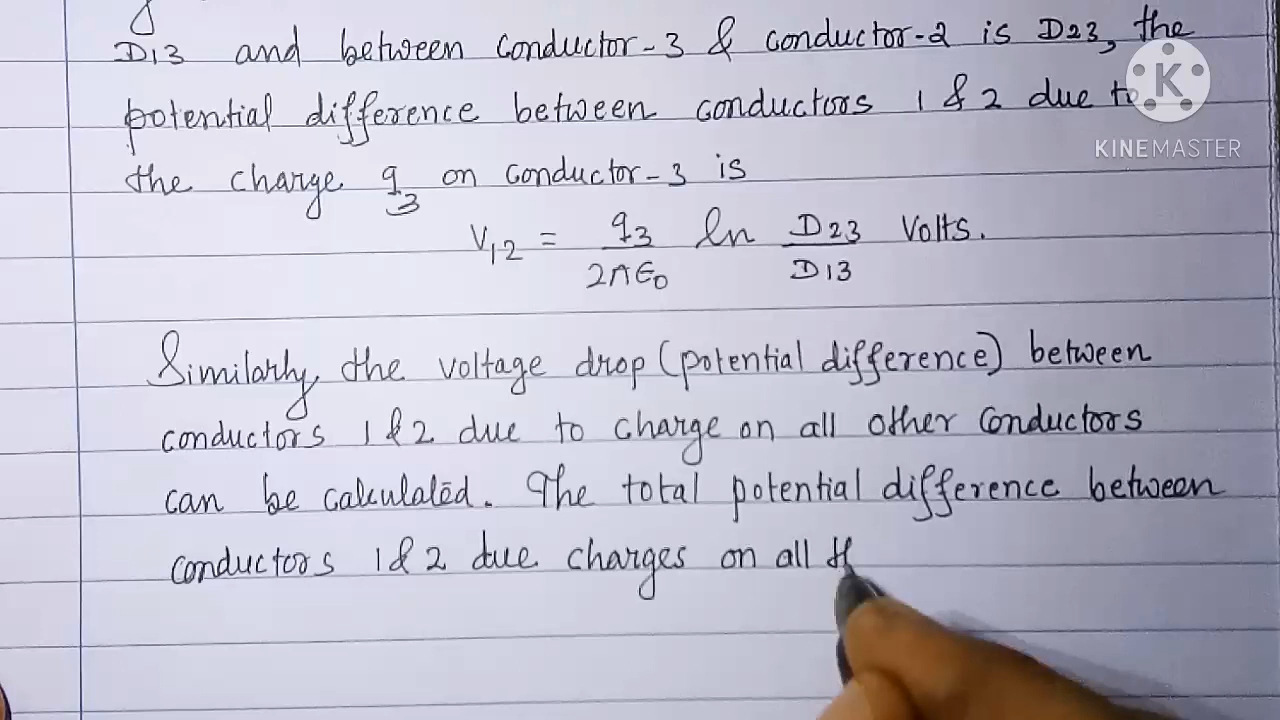 D13 and between conductor-3 & conductor-2 is D23, the
potential difference between conductors 1 & 2 due to
the charge q3 on conductor-3 is
V12 = q3/2πϵ0 ln D23/D13 Volts.
Similarly, the voltage drop (potential difference) between
conductors 1 & 2 due to charge on all other conductors
can be calculated. The total potential difference between
conductors 1 & 2 due charges on all
K
KINEMASTER